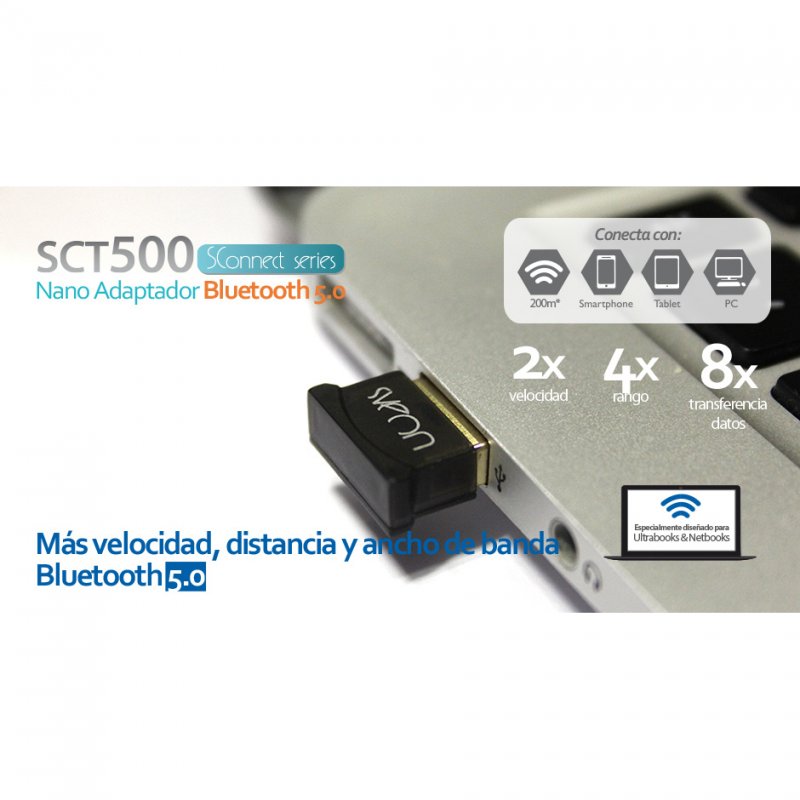 SCT500 SConnect series
Nano Adaptador Bluetooth 5.0
Conecta con:
200m* Smartphone Tablet PC
2x velocidad
4x rango
8x transferencia datos
sveon
Especialmente diseñado para
Ultrabooks & Netbooks
Más velocidad, distancia y ancho de banda
Bluetooth 5.0